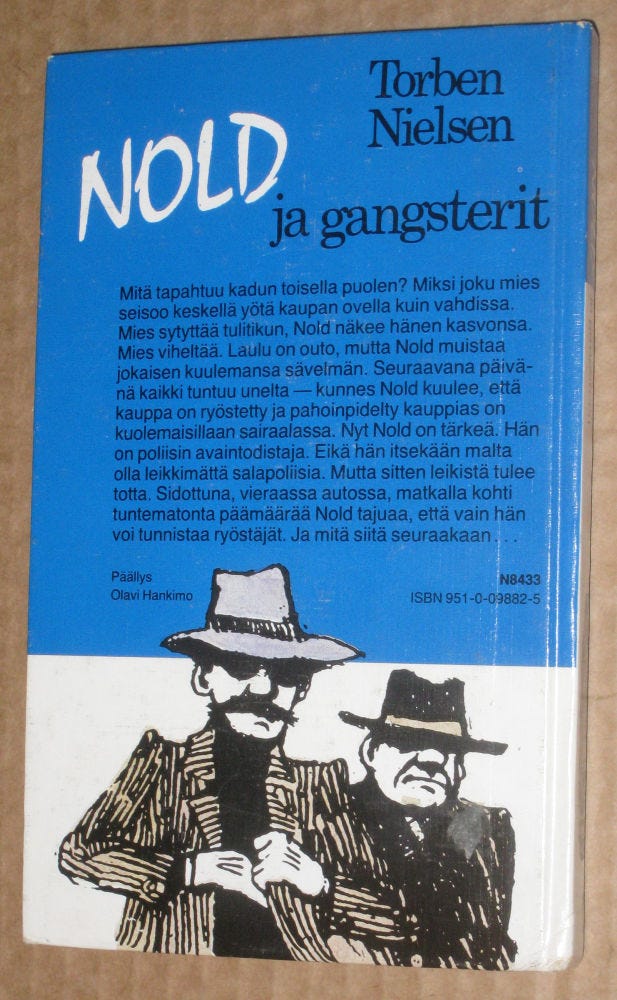 Torben
Nielsen
NOLD
ja gangsterit
Mitä tapahtuu kadun toisella puolen? Miksi joku mies
seisoo keskellä yötä kaupan ovella kuin vahdissa.
Mies sytyttää tulitikun, Nold näkee hänen kasvonsa.
Mies viheltää. Laulu on outo, mutta Nold muistaa
jokaisen kuulemansa sävelmän. Seuraavana päivä-
nä kaikki tuntuu unelta — kunnes Nold kuulee, että
kauppa on ryöstetty ja pahoinpidelty kauppias on
kuolemaisillaan sairaalassa. Nyt Nold on tärkeä. Hän
on poliisin avaintodistaja. Eikä hän itsekään malta
olla leikkimättä salapoliisia. Mutta sitten leikistä tulee
totta. Sidottuna, vieraassa autossa, matkalla kohti
tuntematonta päämäärää Nold tajuaa, että vain hän
voi tunnistaa ryöstäjät. Ja mitä siitä seuraakaan . . .
Päällys
Olavi Hankimo
N8433
ISBN 951-0-09882-5